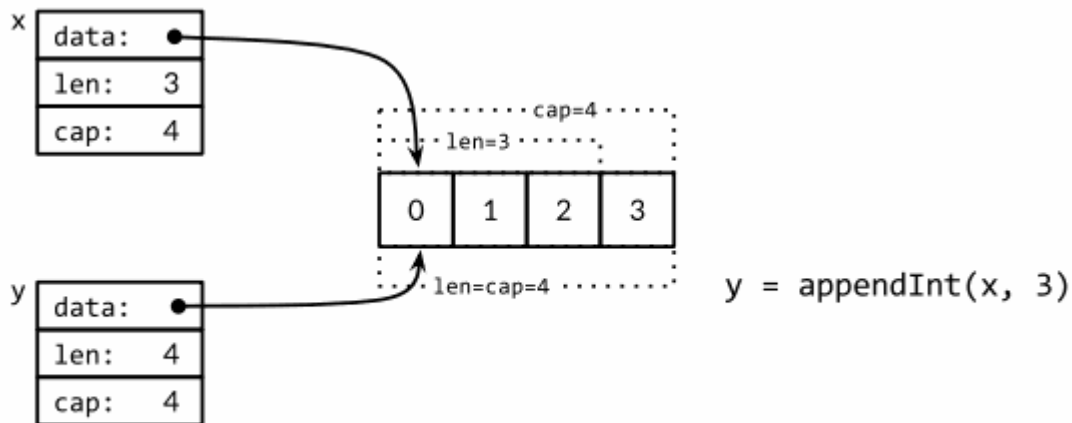 x
data:
len: 3
cap: 4
cap=4
len=3
0 1 2 3
len=cap=4
y = appendInt(x, 3)
y
data:
len: 4
cap: 4